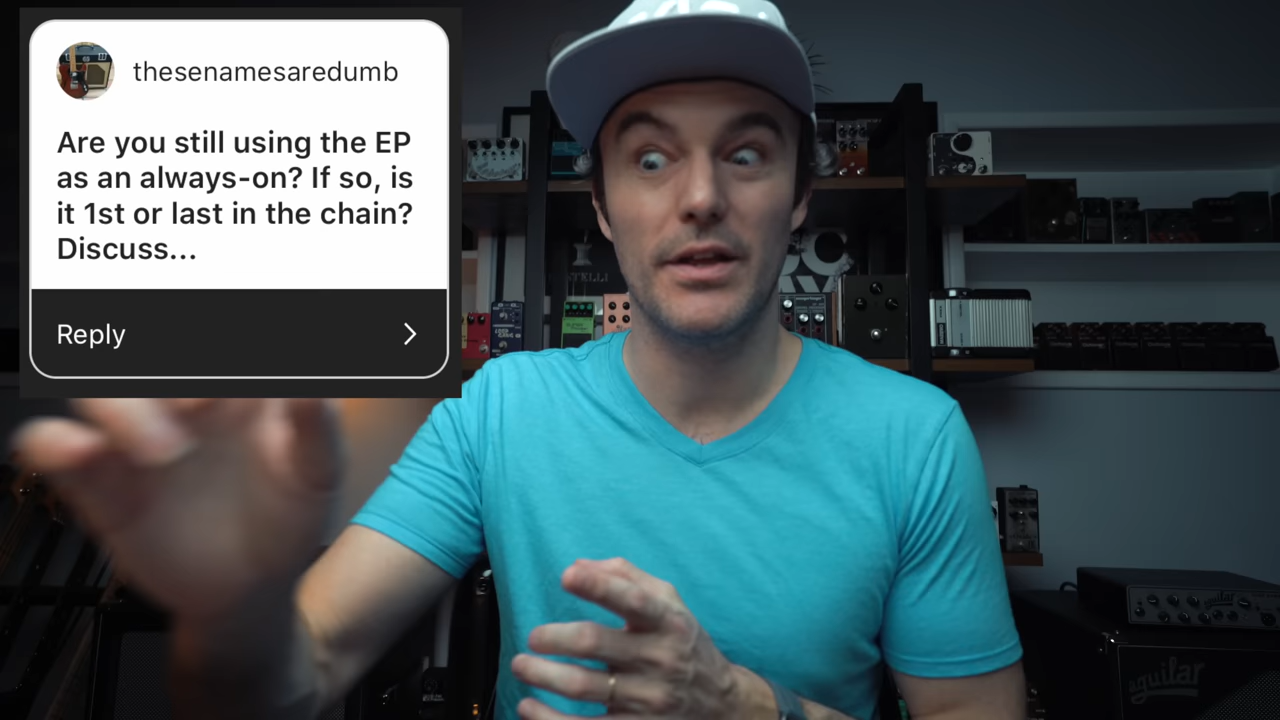 thesenamesaredumb
Are you still using the EP
as an always-on? If so, is
it 1st or last in the chain?
Discuss...
Reply
aguilar